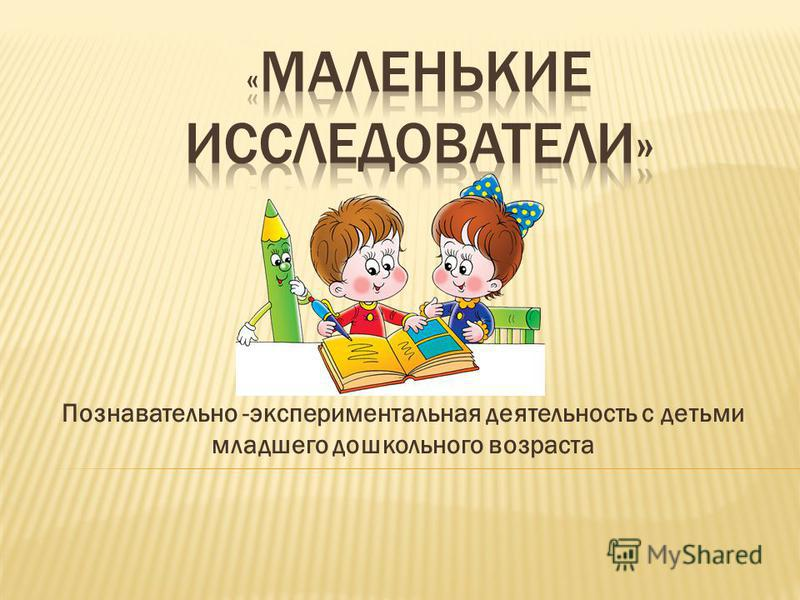 «МАЛЕНЬКИЕ
ИССЛЕДОВАТЕЛИ»
Познавательно -экспериментальная деятельность с детьми
младшего дошкольного возраста
MyShared